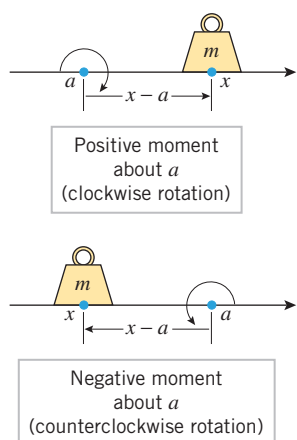 m
a
x
x − a
Positive moment
about a
(clockwise rotation)
m
x
a
x − a
Negative moment
about a
(counterclockwise rotation)